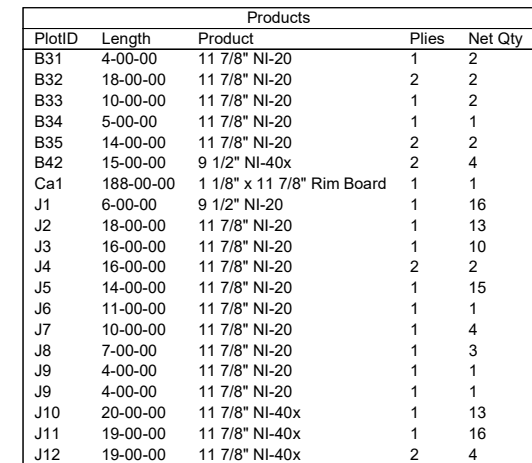 Products
PlotID Length Product Plies Net Qty
B31 4-00-00 11 7/8" NI-20 1 2
B32 18-00-00 11 7/8" NI-20 2 2
B33 10-00-00 11 7/8" NI-20 1 2
B34 5-00-00 11 7/8" NI-20 1 1
B35 14-00-00 11 7/8" NI-20 2 2
B42 15-00-00 9 1/2" NI-40x 2 4
Ca1 188-00-00 1 1/8" x 11 7/8" Rim Board 1 1
J1 6-00-00 9 1/2" NI-20 1 16
J2 18-00-00 11 7/8" NI-20 1 13
J3 16-00-00 11 7/8" NI-20 1 10
J4 16-00-00 11 7/8" NI-20 2 2
J5 14-00-00 11 7/8" NI-20 1 15
J6 11-00-00 11 7/8" NI-20 1 1
J7 10-00-00 11 7/8" NI-20 1 4
J8 7-00-00 11 7/8" NI-20 1 3
J9 4-00-00 11 7/8" NI-20 1 1
J9 4-00-00 11 7/8" NI-20 1 1
J10 20-00-00 11 7/8" NI-40x 1 13
J11 19-00-00 11 7/8" NI-40x 1 16
J12 19-00-00 11 7/8" NI-40x 2 4